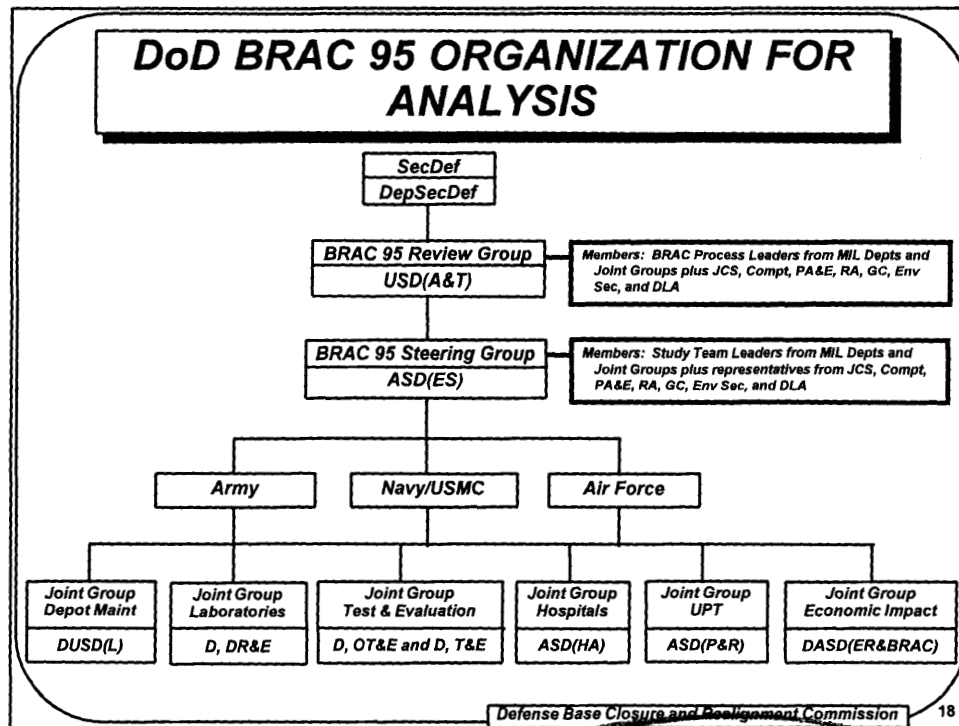 DoD BRAC 95 ORGANIZATION FOR
ANALYSIS
SecDef
DepSecDef
BRAC 95 Review Group
USD(A&T)
Members: BRAC Process Leaders from MIL Depts and
Joint Groups plus JCS, Compt, PA&E, RA, GC, Env
Sec, and DLA
BRAC 95 Steering Group
ASD(ES)
Members: Study Team Leaders from MIL Depts and
Joint Groups plus representatives from JCS, Compt,
PA&E, RA, GC, Env Sec, and DLA
Army
Navy/USMC
Air Force
Joint Group
Depot Maint
DUSD(L)
Joint Group
Laboratories
D, DR&E
Joint Group
Test & Evaluation
D, OT&E and D, T&E
Joint Group
Hospitals
ASD(HA)
Joint Group
UPT
ASD(P&R)
Joint Group
Economic Impact
DASD(ER&BRAC)
Defense Base Closure and Realignment Commission
18